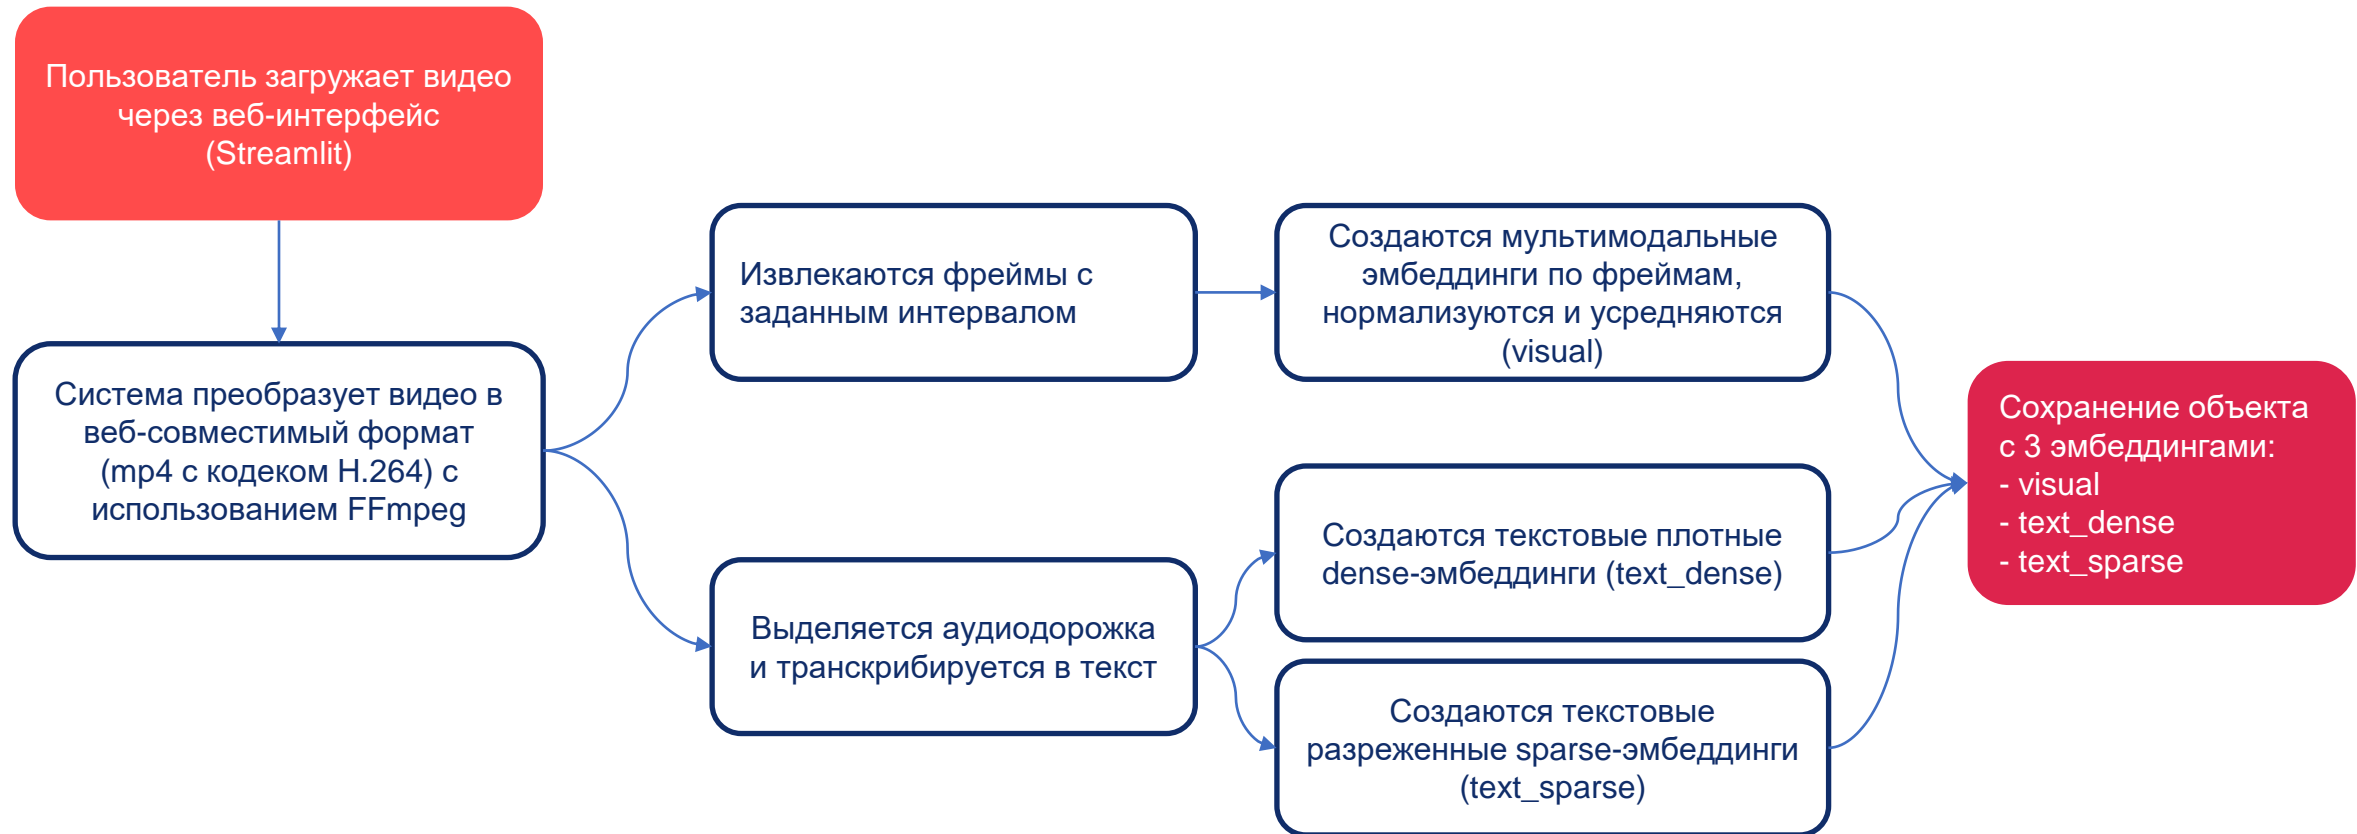 Пользователь загружает видео
через веб-интерфейс
(Streamlit)
Система преобразует видео в
веб-совместимый формат
(mp4 с кодеком H.264) с
использованием FFmpeg
Извлекаются фреймы с
заданным интервалом
Создаются мультимодальные
эмбеддинги по фреймам,
нормализуются и усредняются
(visual)
Выделяется аудиодорожка
и транскрибируется в текст
Создаются текстовые плотные
dense-эмбеддинги (text_dense)
Создаются текстовые
разреженные sparse-эмбеддинги
(text_sparse)
Сохранение объекта
с 3 эмбеддингами:
- visual
- text_dense
- text_sparse